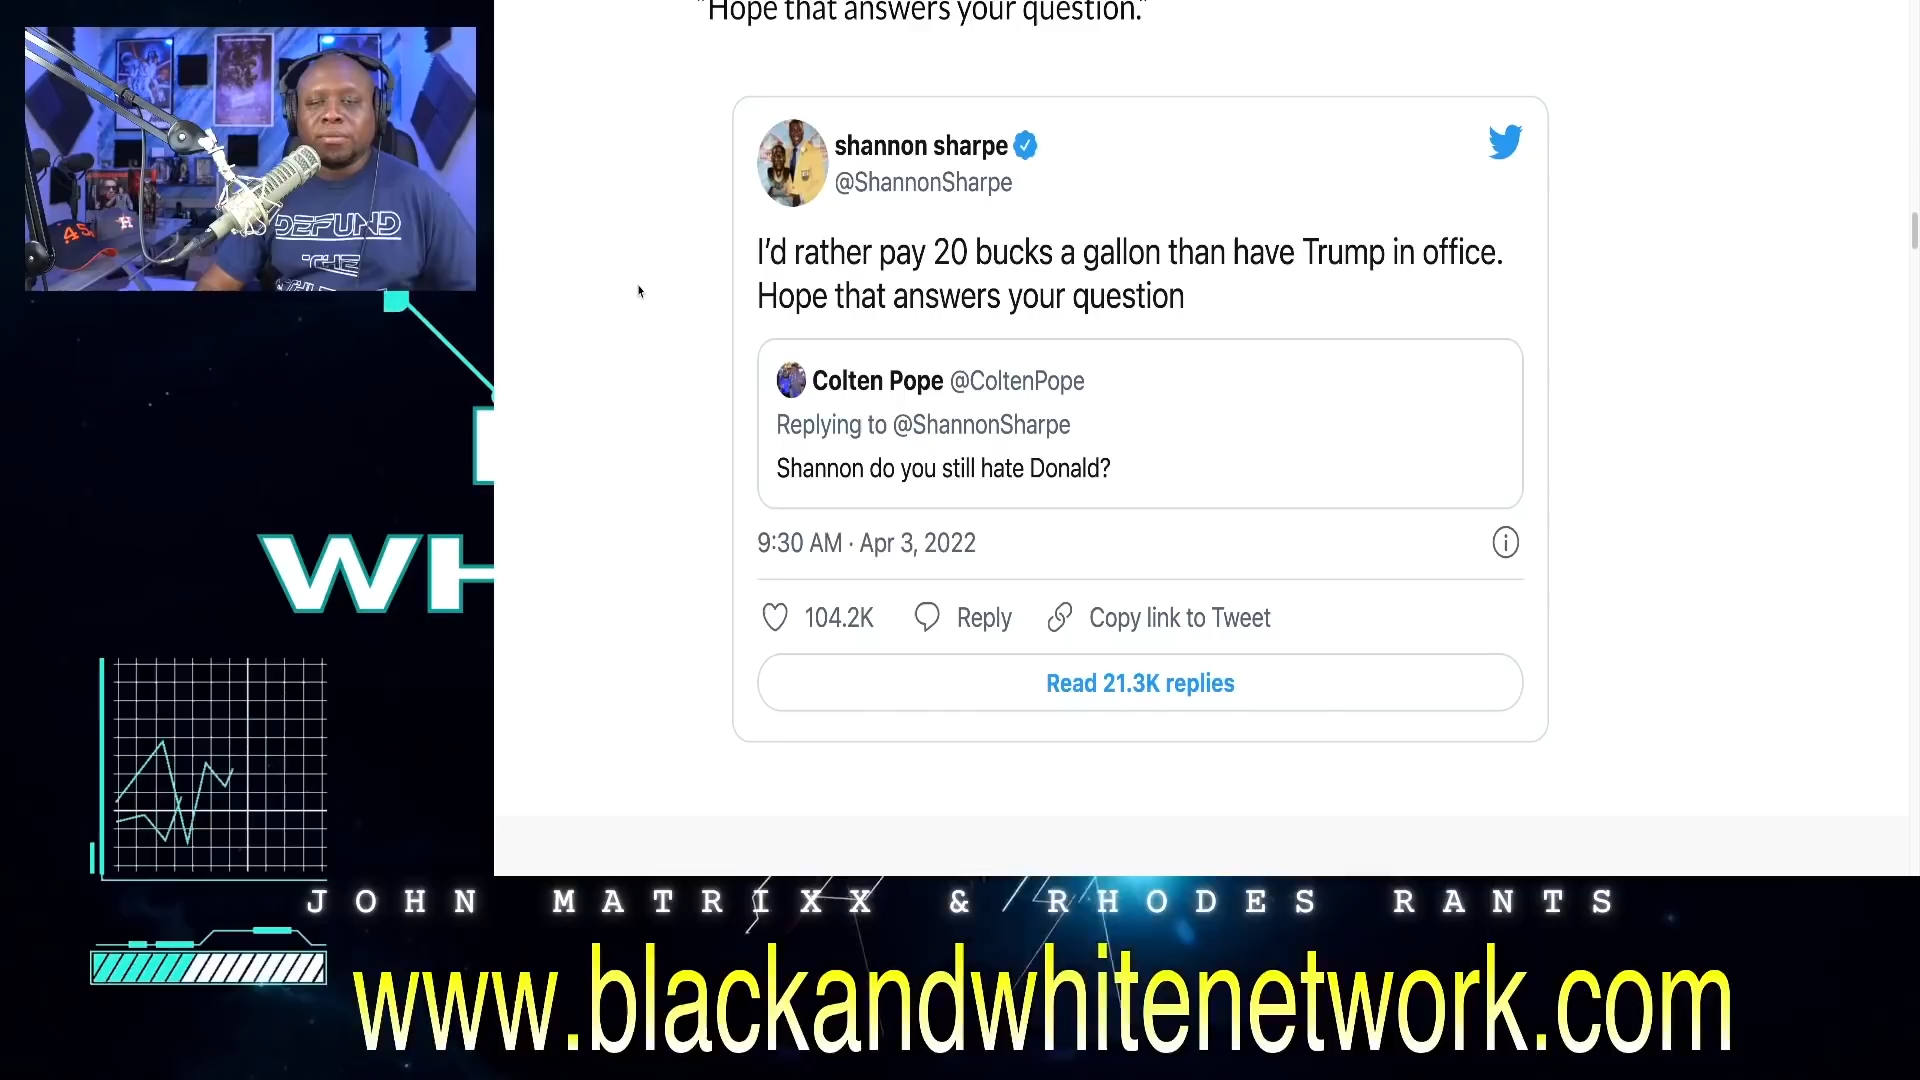 "Hope that answers your question."
shannon sharpe
@ShannonSharpe
I'd rather pay 20 bucks a gallon than have Trump in office.
Hope that answers your question
Colten Pope @ColtenPope
Replying to @ShannonSharpe
Shannon do you still hate Donald?
9:30 AM · Apr 3, 2022
104.2K Reply Copy link to Tweet
Read 21.3K replies
45
H
DEFUND
THE
WH
JOHN MATRIXX & RHODES RANTS
www.blackandwhitenetwork.com